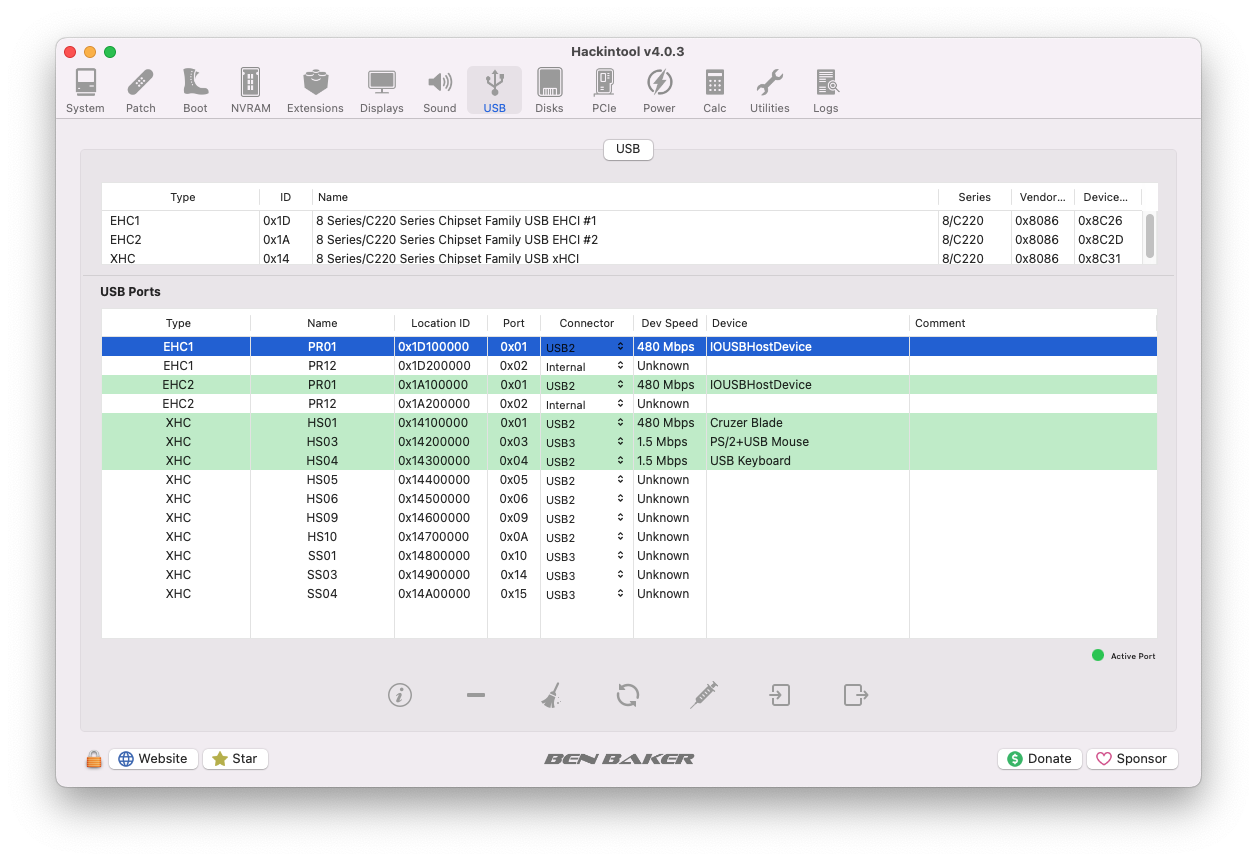 Hackintool v4.0.3
System Patch Boot NVRAM Extensions Displays Sound USB Disks PCIe Power Calc Utilities Logs
USB
Type ID Name Series Vendor... Device...
EHC1 0x1D 8 Series/C220 Series Chipset Family USB EHCI #1 8/C220 0x8086 0x8C26
EHC2 0x1A 8 Series/C220 Series Chipset Family USB EHCI #2 8/C220 0x8086 0x8C2D
XHC 0x14 8 Series/C220 Series Chipset Family USB xHCI 8/C220 0x8086 0x8C31
USB Ports
Type Name Location ID Port Connector Dev Speed Device Comment
EHC1 PR01 0x1D100000 0x01 USB2 480 Mbps IOUSBHostDevice
EHC1 PR12 0x1D200000 0x02 Internal Unknown
EHC2 PR01 0x1A100000 0x01 USB2 480 Mbps IOUSBHostDevice
EHC2 PR12 0x1A200000 0x02 Internal Unknown
XHC HS01 0x14100000 0x01 USB2 480 Mbps Cruzer Blade
XHC HS03 0x14200000 0x03 USB3 1.5 Mbps PS/2+USB Mouse
XHC HS04 0x14300000 0x04 USB2 1.5 Mbps USB Keyboard
XHC HS05 0x14400000 0x05 USB2 Unknown
XHC HS06 0x14500000 0x06 USB2 Unknown
XHC HS09 0x14600000 0x09 USB2 Unknown
XHC HS10 0x14700000 0x0A USB2 Unknown
XHC SS01 0x14800000 0x10 USB3 Unknown
XHC SS03 0x14900000 0x14 USB3 Unknown
XHC SS04 0x14A00000 0x15 USB3 Unknown
Active Port
Website Star BEN BAKER Donate Sponsor